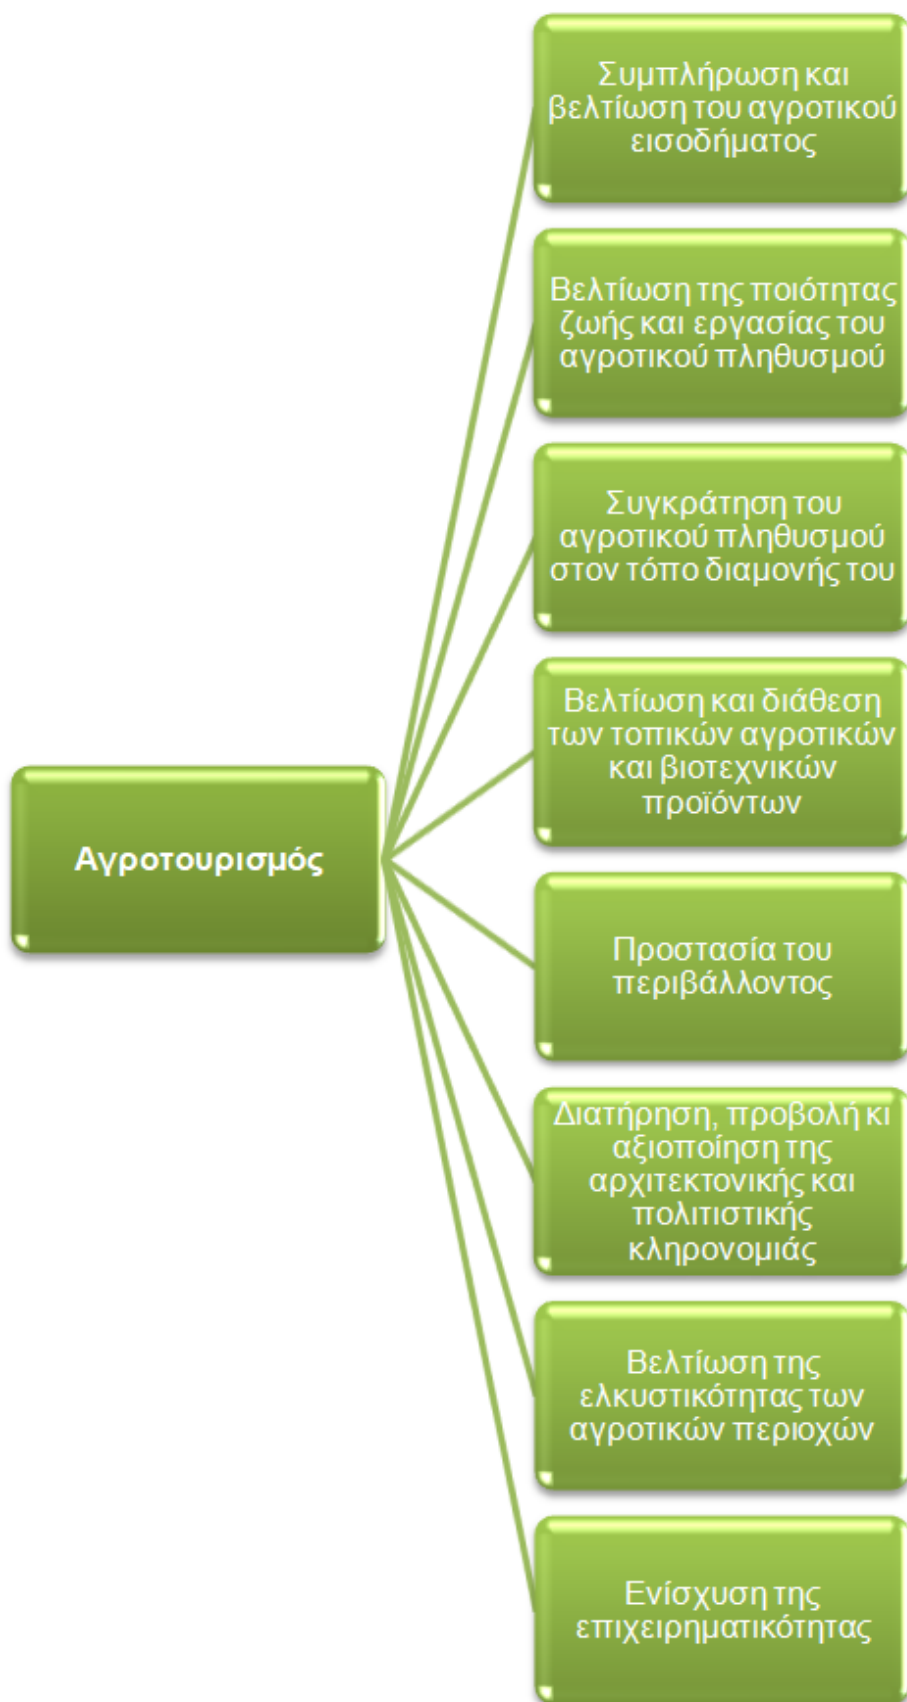 Συμπλήρωση και
βελτίωση του αγροτικού
εισοδήματος
Βελτίωση της ποιότητας
ζωής και εργασίας του
αγροτικού πληθυσμού
Συγκράτηση του
αγροτικού πληθυσμού
στον τόπο διαμονής του
Βελτίωση και διάθεση
των τοπικών αγροτικών
και βιοτεχνικών
προϊόντων
Αγροτουρισμός
Προστασία του
περιβάλλοντος
Διατήρηση, προβολή κι
αξιοποίηση της
αρχιτεκτονικής και
πολιτιστικής
κληρονομιάς
Βελτίωση της
ελκυστικότητας των
αγροτικών περιοχών
Ενίσχυση της
επιχειρηματικότητας